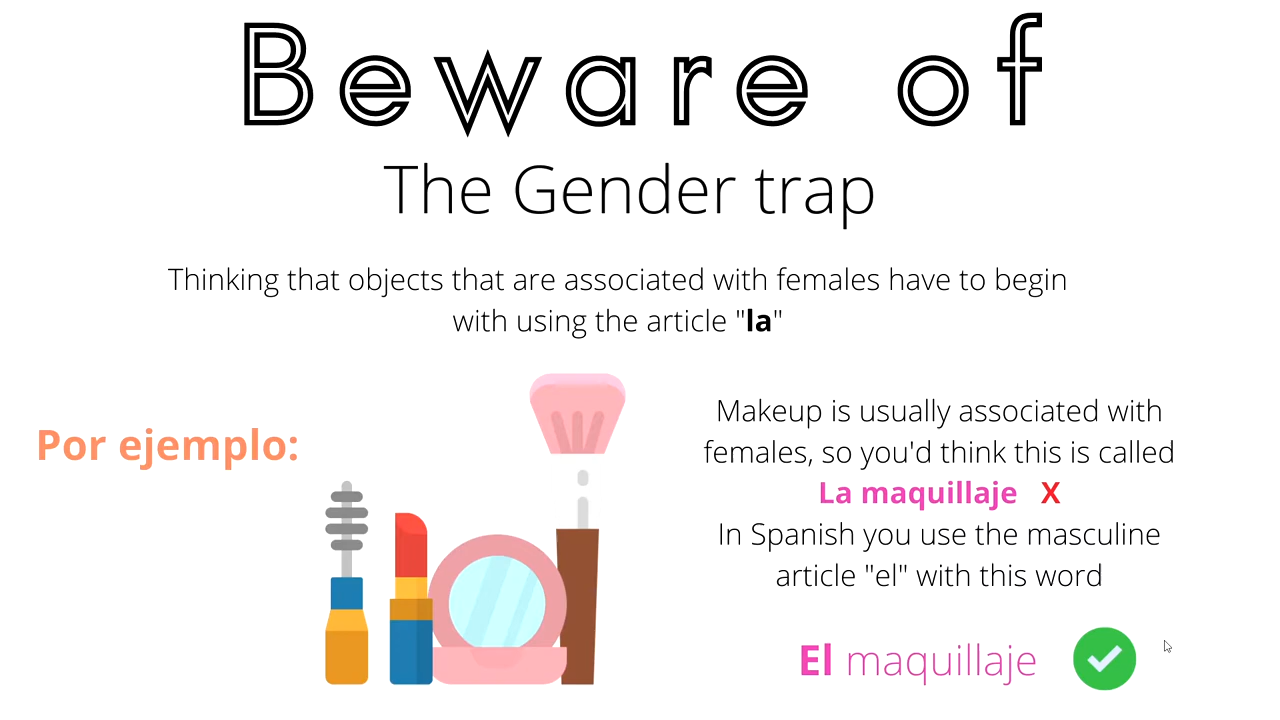 Beware of
The Gender trap
Thinking that objects that are associated with females have to begin
with using the article "la"
Por ejemplo:
Makeup is usually associated with
females, so you'd think this is called
La maquillaje X
In Spanish you use the masculine
article "el" with this word
El maquillaje